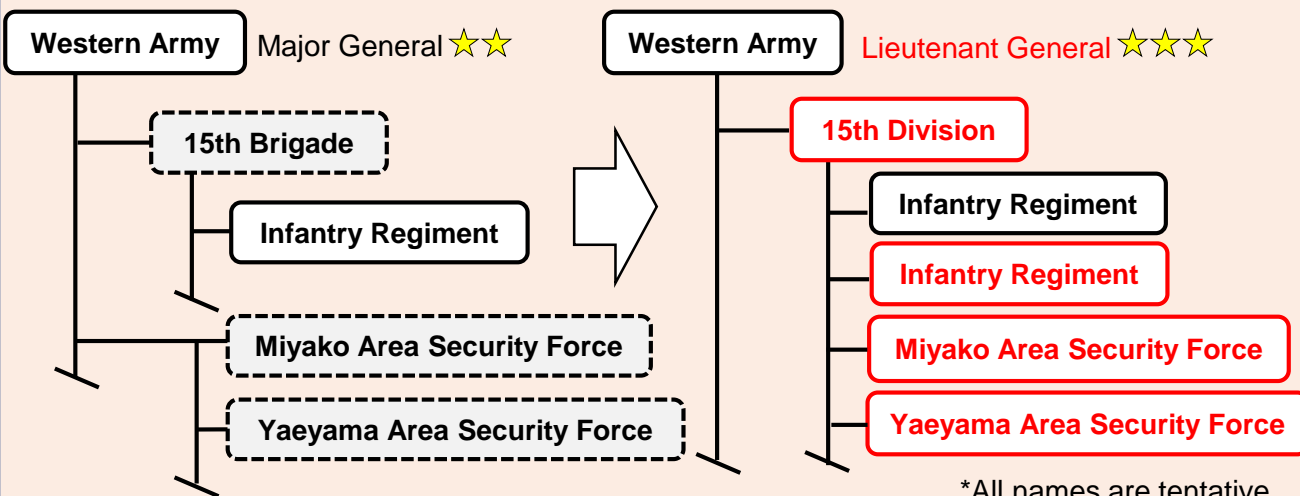 Western Army
Major General
15th Brigade
Infantry Regiment
Miyako Area Security Force
Yaeyama Area Security Force
Western Army
Lieutenant General
15th Division
Infantry Regiment
Infantry Regiment
Miyako Area Security Force
Yaeyama Area Security Force
*All names are tentative